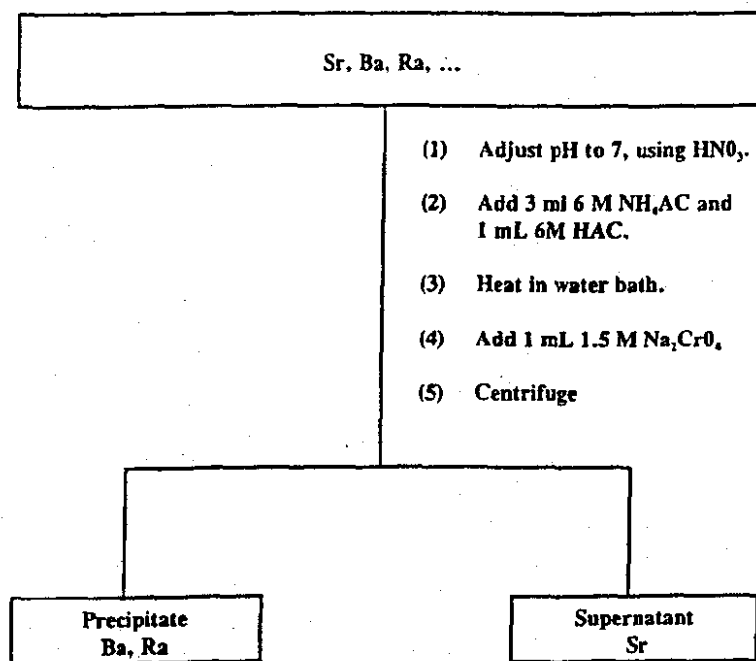 Sr, Ba, Ra, ...
(1) Adjust pH to 7, using HNO₃.
(2) Add 3 ml 6 M NH₄AC and
1 mL 6M HAC.
(3) Heat in water bath.
(4) Add 1 mL 1.5 M Na₂CrO₄
(5) Centrifuge
Precipitate
Ba, Ra
Supernatant
Sr